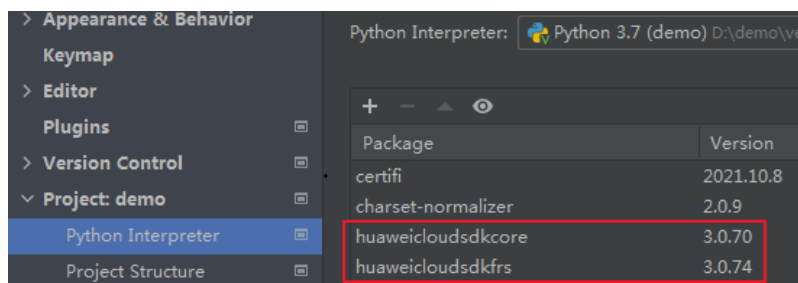 Appearance & Behavior
Keymap
Editor
Plugins
Version Control
Project: demo
Python Interpreter
Project Structure
Python Interpreter: Python 3.7 (demo) D:\demo\ve
Package Version
certifi 2021.10.8
charset-normalizer 2.0.9
huaweicloudsdkcore 3.0.70
huaweicloudsdkfrs 3.0.74